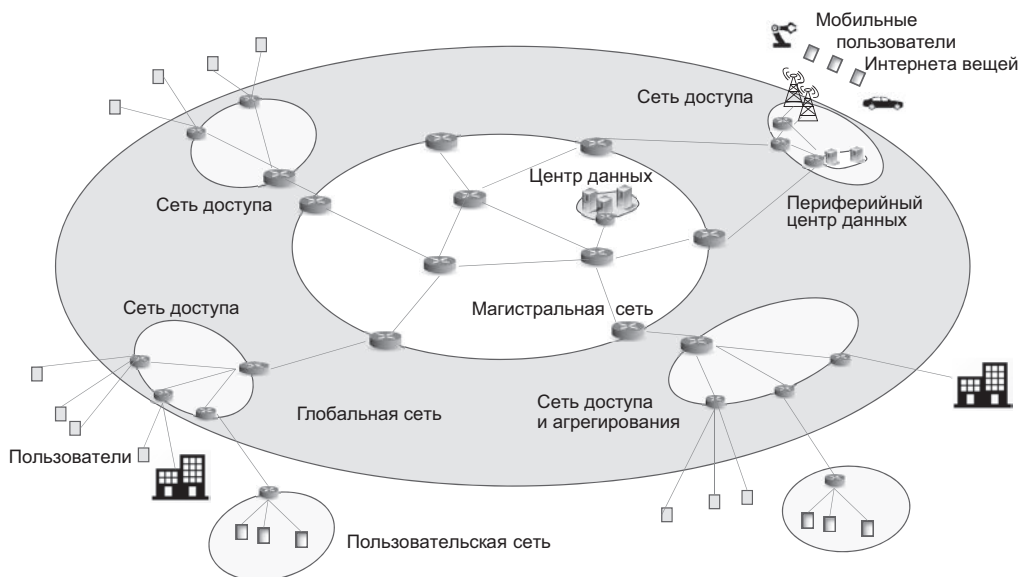 Мобильные
пользователи
Интернета вещей
Сеть доступа
Центр данных
Сеть доступа
Периферийный
центр данных
Сеть доступа
Магистральная сеть
Глобальная сеть
Сеть доступа
и агрегирования
Пользователи
Пользовательская сеть